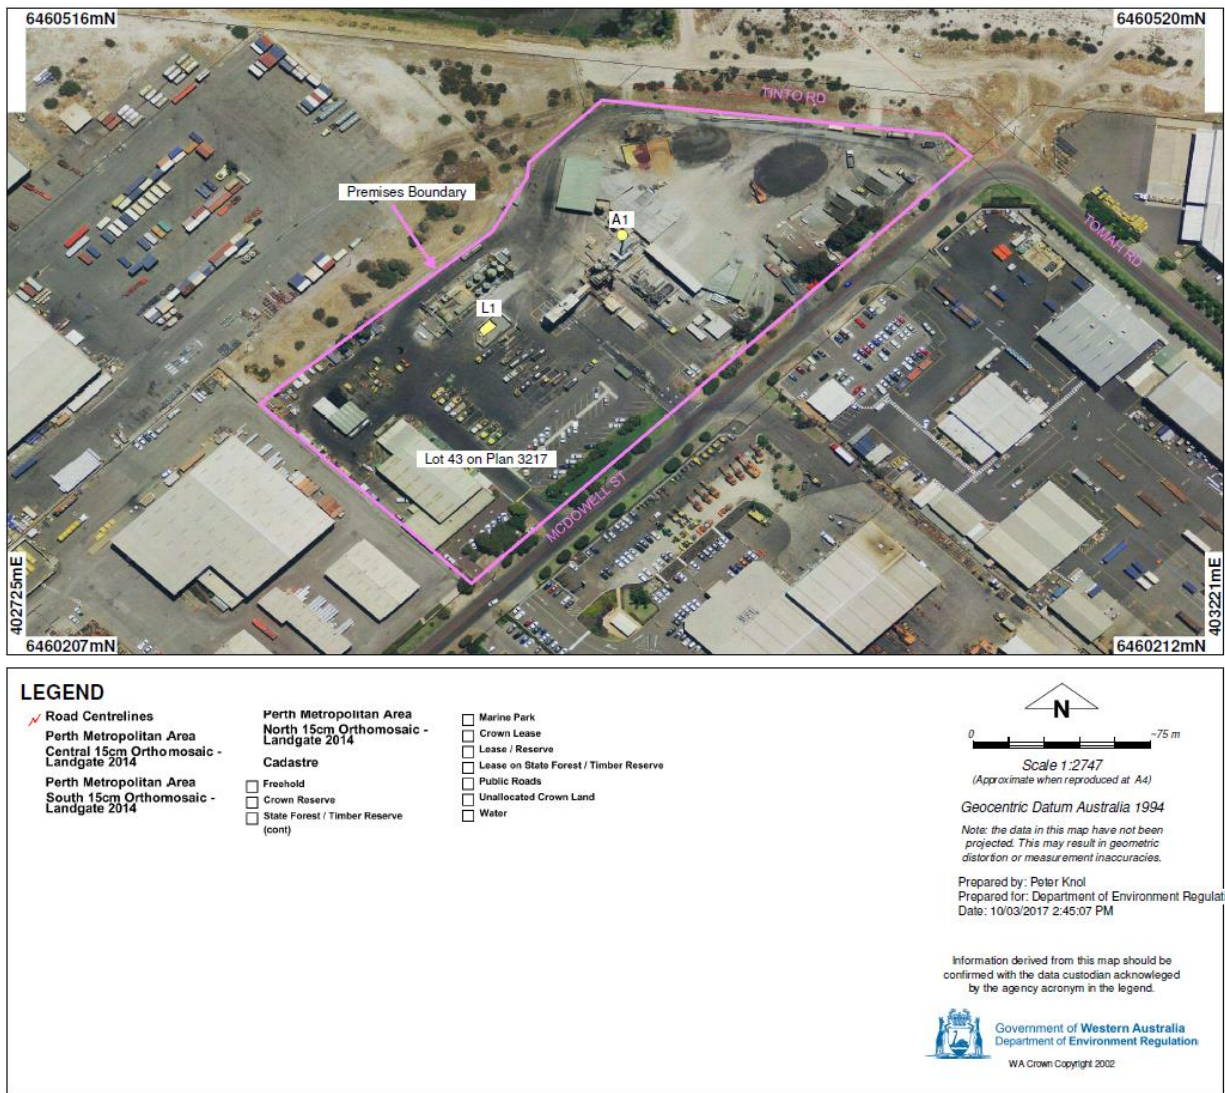 6460516mN
6460520mN
TINTO RD
Premises Boundary
A1
TOMAH RD
L1
Lot 43 on Plan 3217
MCDOWELL ST
402725mE
403221mE
6460207mN
6460212mN
LEGEND
Road Centrelines
Perth Metropolitan Area
Central 15cm Orthomosaic -
Landgate 2014
Perth Metropolitan Area
South 15cm Orthomosaic -
Landgate 2014
Perth Metropolitan Area
North 15cm Orthomosaic -
Landgate 2014
Cadastre
Freehold
Crown Reserve
State Forest / Timber Reserve
(cont)
Marine Park
Crown Lease
Lease / Reserve
Lease on State Forest / Timber Reserve
Public Roads
Unallocated Crown Land
Water
N
0 ~75 m
Scale 1:2747
(Approximate when reproduced at A4)
Geocentric Datum Australia 1994
Note: the data in this map have not been
projected. This may result in geometric
distortion or measurement inaccuracies.
Prepared by: Peter Knol
Prepared for: Department of Environment Regulat
Date: 10/03/2017 2:45:07 PM
Information derived from this map should be
confirmed with the data custodian acknowleged
by the agency acronym in the legend.
Government of Western Australia
Department of Environment Regulation
WA Crown Copyright 2002